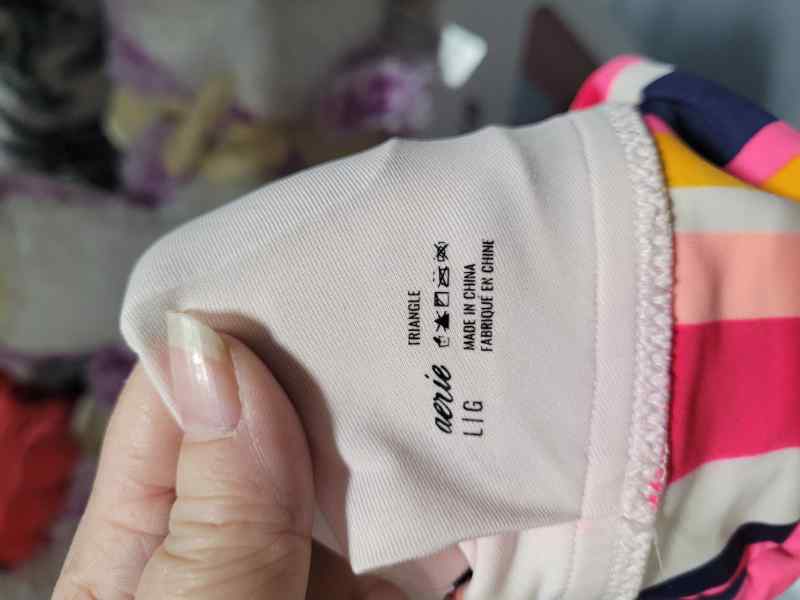 TRIANGLE
aerie
L|G
MADE IN CHINA
FABRIQUÉ EN CHINE